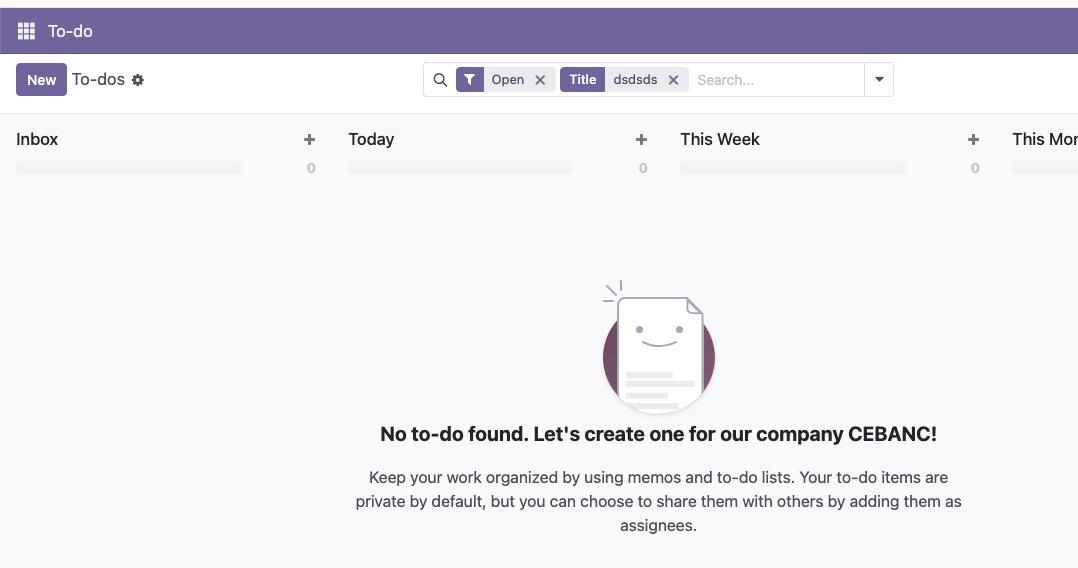 To-do
New To-dos Open Title dsdsds Search...
Inbox Today This Week This Mon
0 0 0
No to-do found. Let's create one for our company CEBANC!
Keep your work organized by using memos and to-do lists. Your to-do items are
private by default, but you can choose to share them with others by adding them as
assignees.